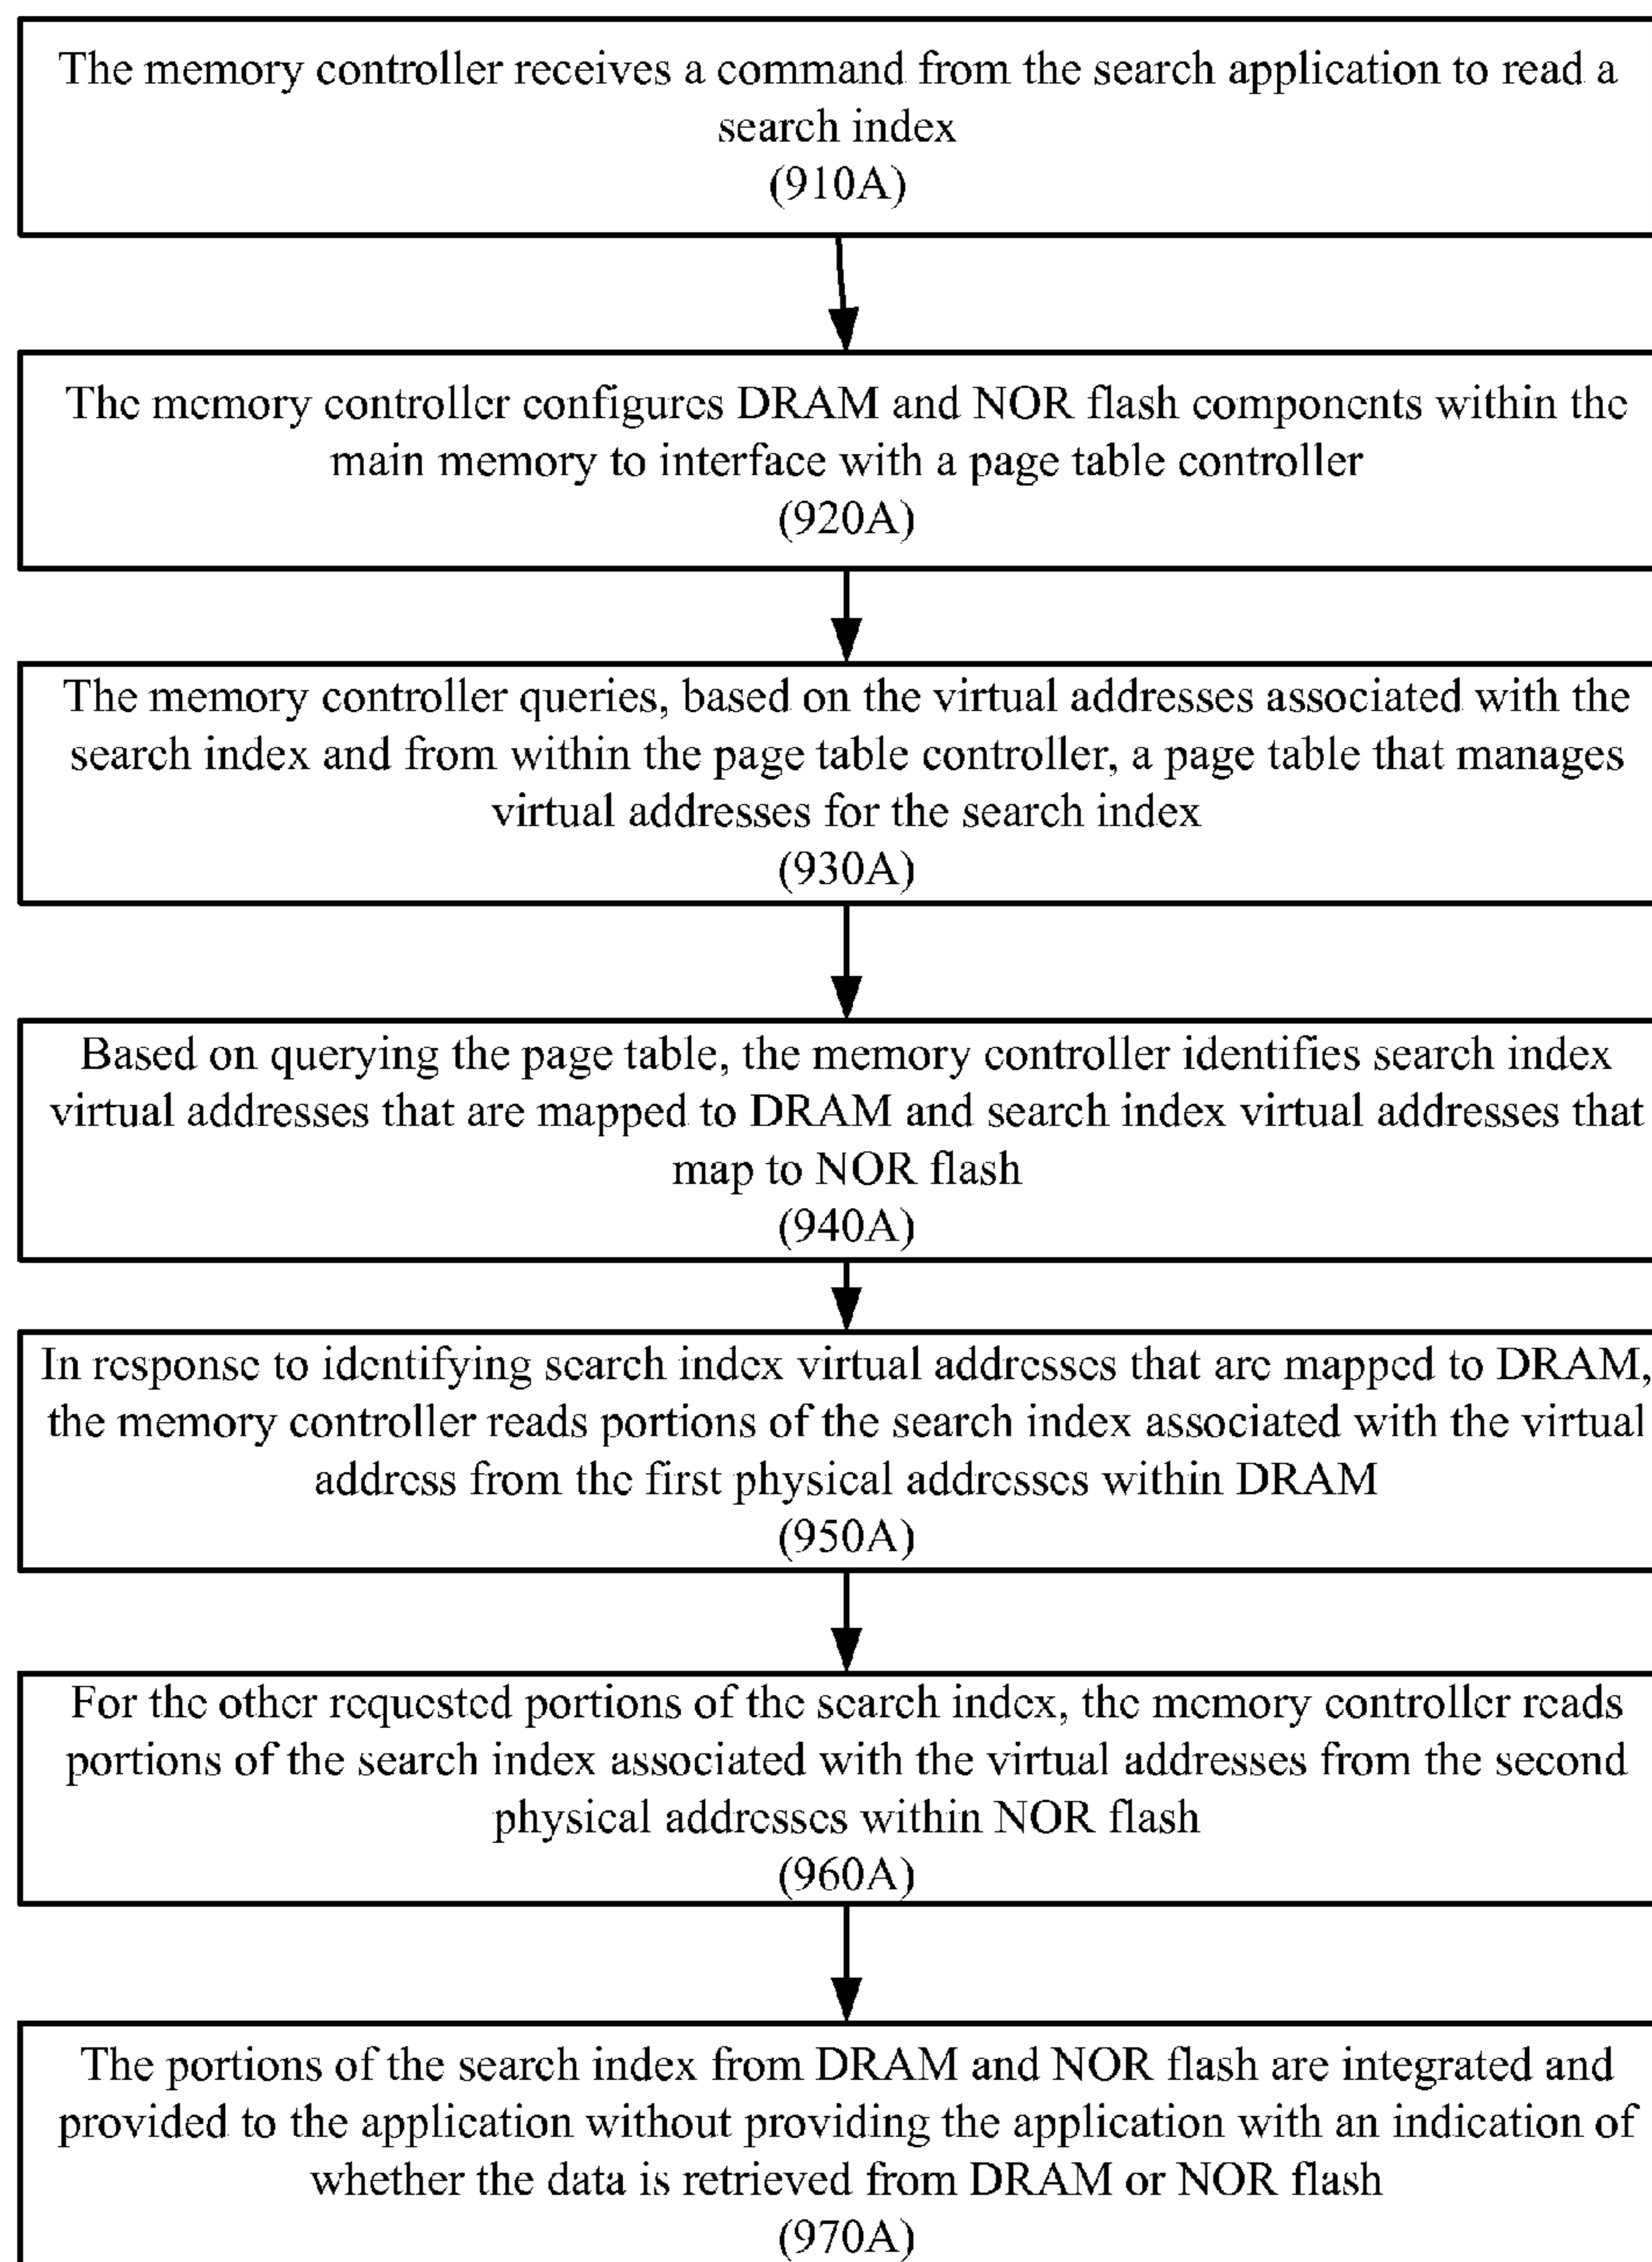 The memory controller receives a command from the search application to read a
search index
(910A)
The memory controller configures DRAM and NOR flash components within the
main memory to interface with a page table controller
(920A)
The memory controller queries, based on the virtual addresses associated with the
search index and from within the page table controller, a page table that manages
virtual addresses for the search index
(930A)
Based on querying the page table, the memory controller identifies search index
virtual addresses that are mapped to DRAM and search index virtual addresses that
map to NOR flash
(940A)
In response to identifying search index virtual addresses that are mapped to DRAM,
the memory controller reads portions of the search index associated with the virtual
address from the first physical addresses within DRAM
(950A)
For the other requested portions of the search index, the memory controller reads
portions of the search index associated with the virtual addresses from the second
physical addresses within NOR flash
(960A)
The portions of the search index from DRAM and NOR flash are integrated and
provided to the application without providing the application with an indication of
whether the data is retrieved from DRAM or NOR flash
(970A)